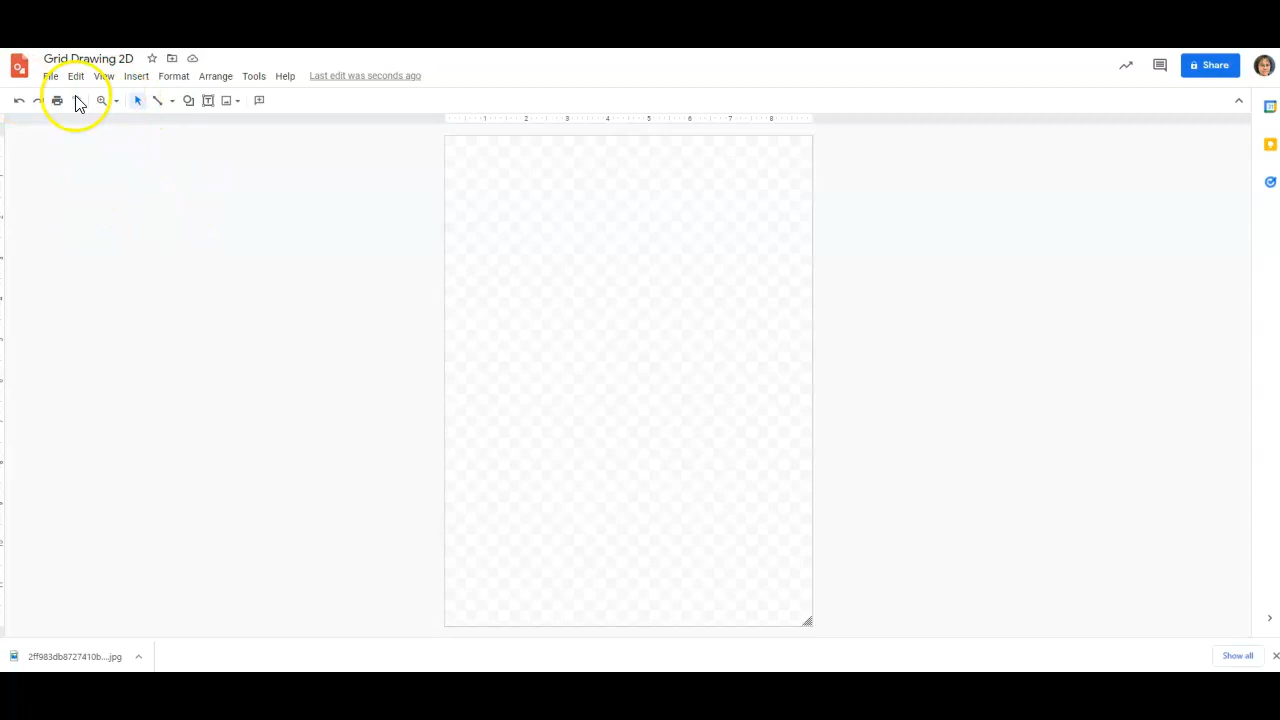 Grid Drawing 2D
File Edit View Insert Format Arrange Tools Help Last edit was seconds ago
Share
1 2 3 4 5 6 7 8
2ff983db8727410b....jpg
Show all